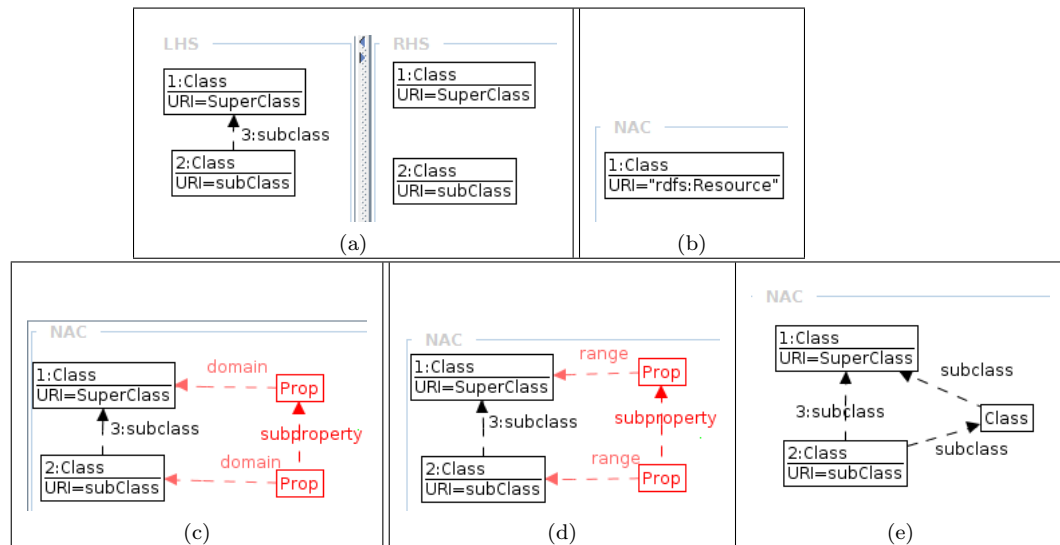 LHS
RHS
1:Class
URI=SuperClass
3:subclass
2:Class
URI=subClass
1:Class
URI=SuperClass
2:Class
URI=subClass
(a)
NAC
1:Class
URI="rdfs:Resource"
(b)
NAC
1:Class
URI=SuperClass
domain
Prop
3:subclass
subproperty
2:Class
URI=subClass
domain
Prop
(c)
NAC
1:Class
URI=SuperClass
range
Prop
3:subclass
subproperty
2:Class
URI=subClass
range
Prop
(d)
NAC
1:Class
URI=SuperClass
subclass
3:subclass
Class
2:Class
URI=subClass
subclass
(e)